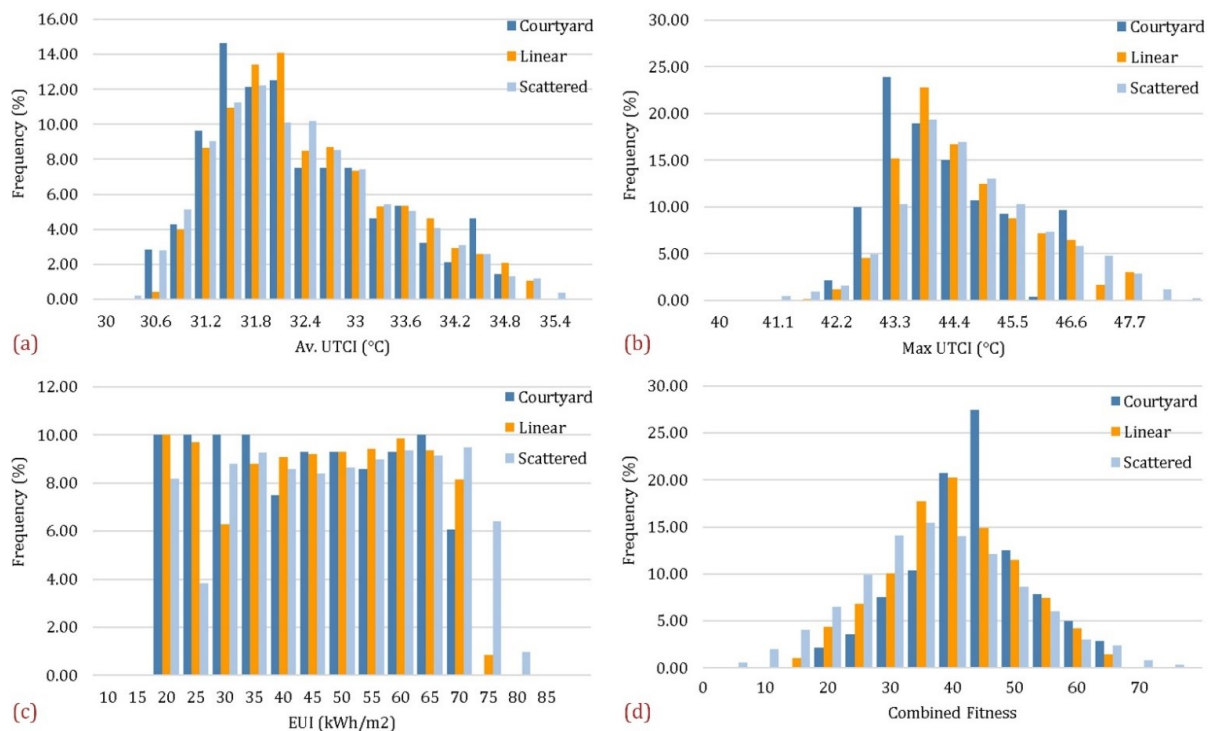 16.00
14.00
12.00
10.00
8.00
6.00
4.00
2.00
0.00
Frequency (%)
Courtyard
Linear
Scattered
30 30.6 31.2 31.8 32.4 33 33.6 34.2 34.8 35.4
(a) Av. UTCI (°C)
30.00
25.00
20.00
15.00
10.00
5.00
0.00
Frequency (%)
Courtyard
Linear
Scattered
40 41.1 42.2 43.3 44.4 45.5 46.6 47.7
(b) Max UTCI (°C)
12.00
10.00
8.00
6.00
4.00
2.00
0.00
Frequency (%)
Courtyard
Linear
Scattered
10 15 20 25 30 35 40 45 50 55 60 65 70 75 80 85
(c) EUI (kWh/m2)
30.00
25.00
20.00
15.00
10.00
5.00
0.00
Frequency (%)
Courtyard
Linear
Scattered
0 10 20 30 40 50 60 70
(d) Combined Fitness